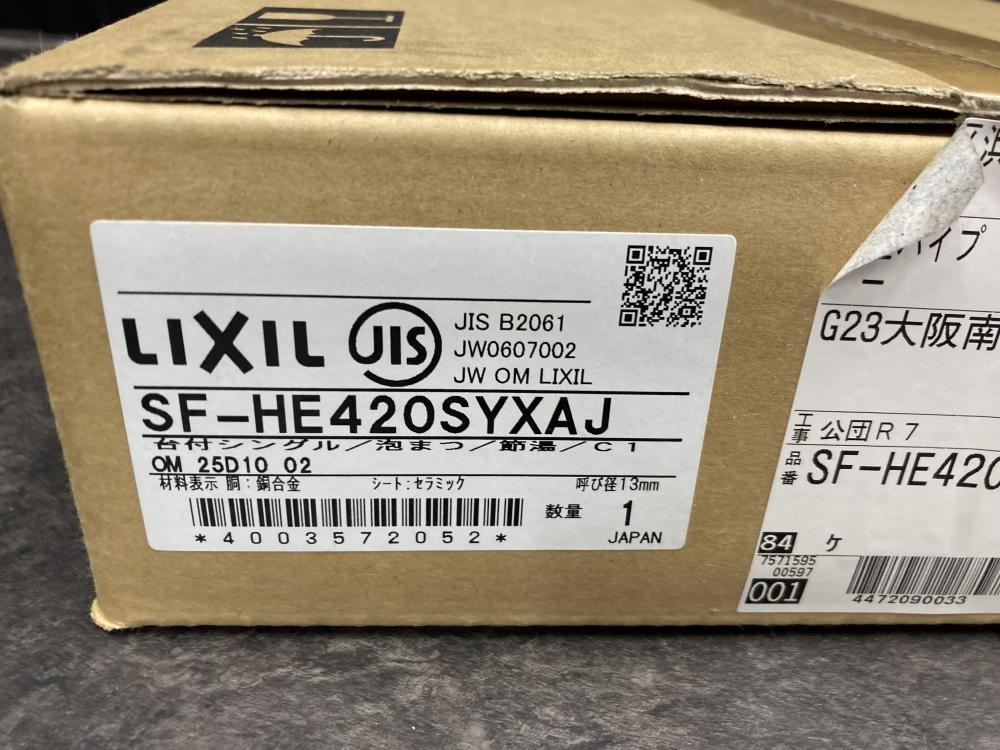 LIXIL JIS
JIS B2061
JW0607002
JW OM LIXIL
SF-HE420SYXAJ
台付シングル/泡まつ/節湯/C1
OM 25D10 02
材料表示 胴:銅合金 シート:セラミック 呼び径13mm
数量 1
*4003572052*
JAPAN
浜
パイプ
G23大阪南
工事 公団R7
品番 SF-HE420
84 ケ
7571595
00597
001
4472090033